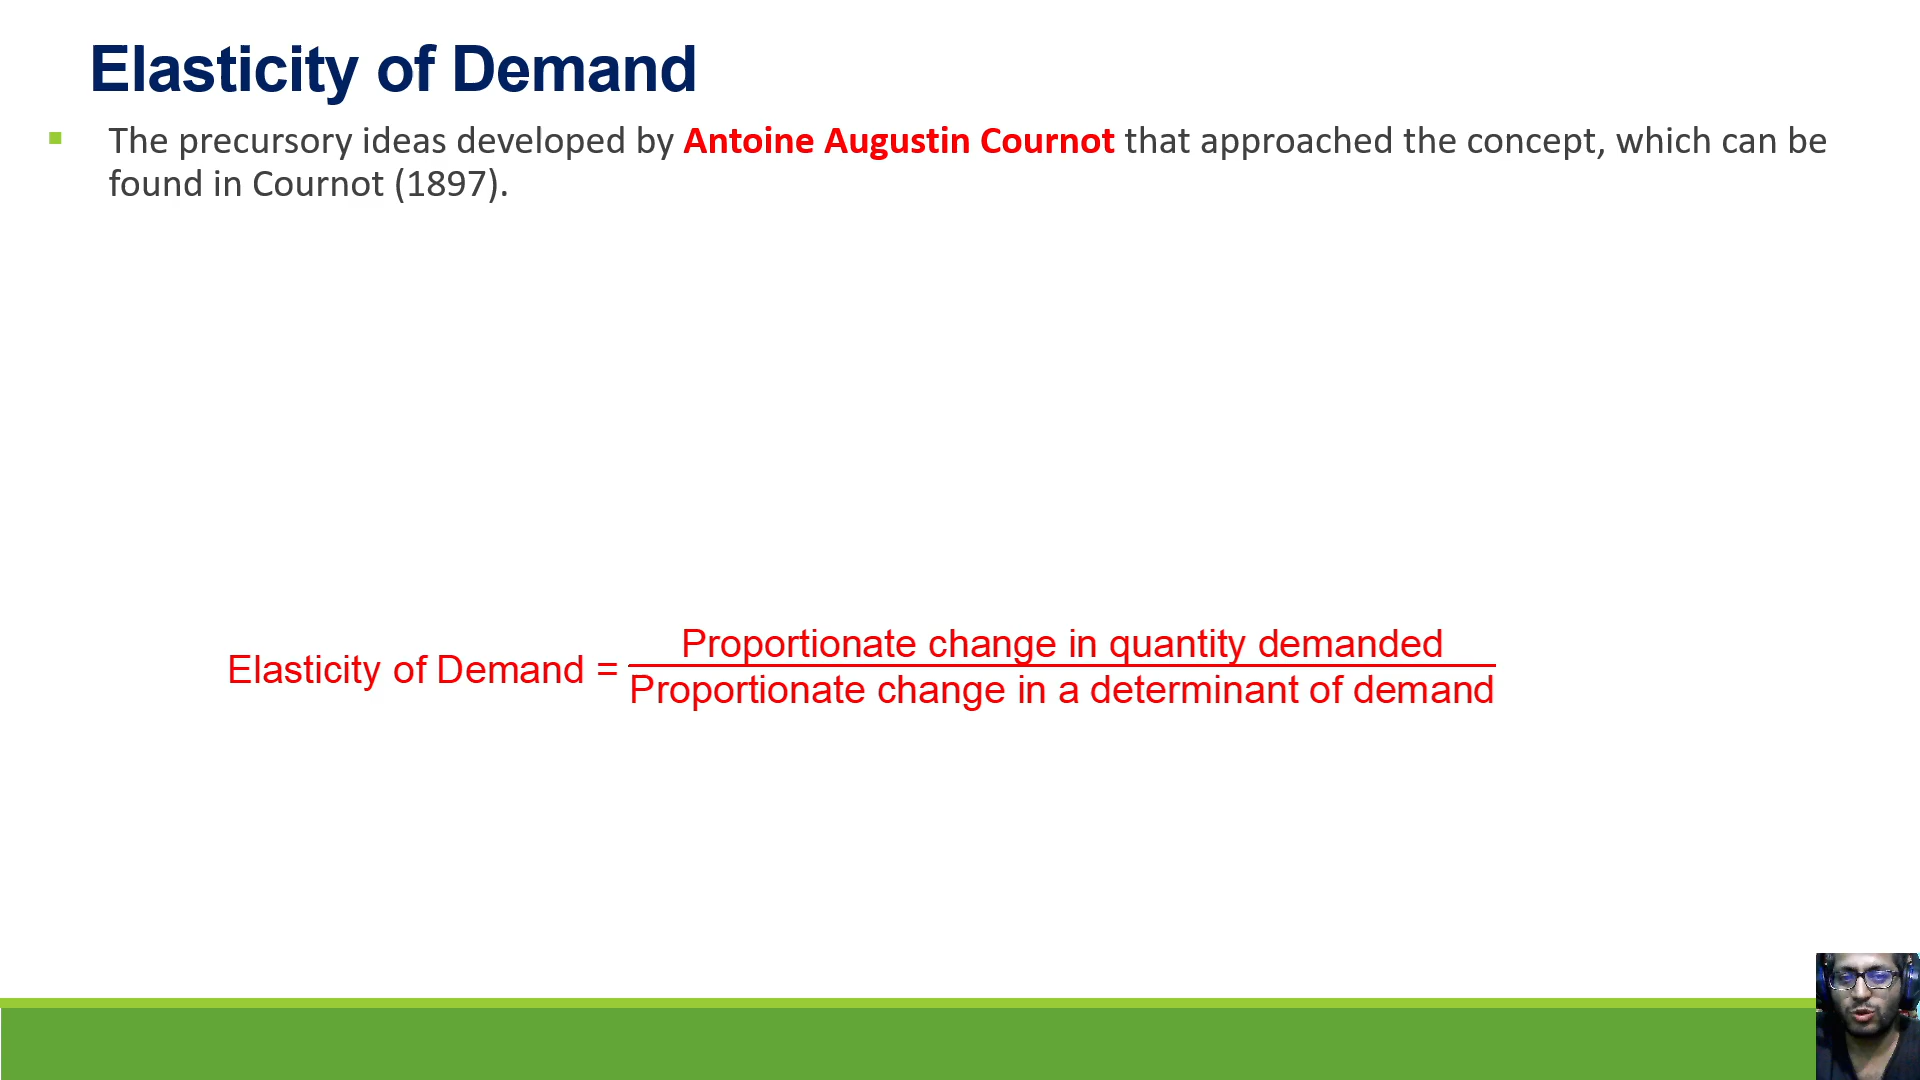 Elasticity of Demand
The precursory ideas developed by Antoine Augustin Cournot that approached the concept, which can be
found in Cournot (1897).
Elasticity of Demand = Proportionate change in quantity demanded
Proportionate change in a determinant of demand